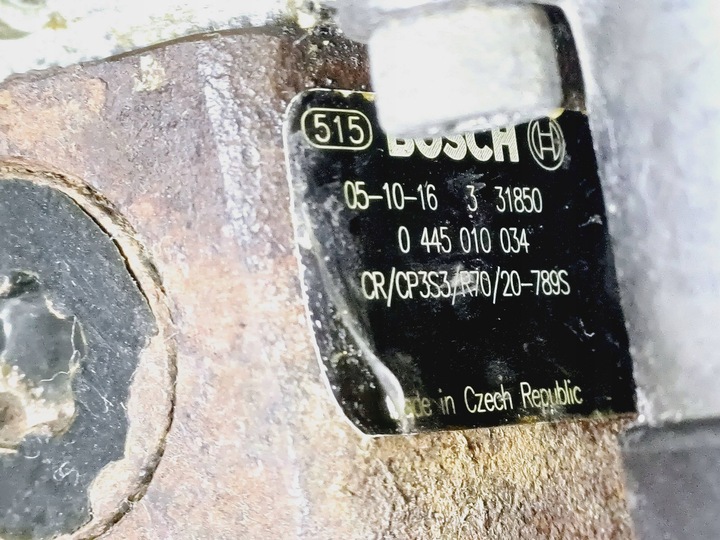 515 BOSCH
05-10-16 3 31850
0 445 010 034
CR/CP3S3/R70/20-789S
in Czech Republic